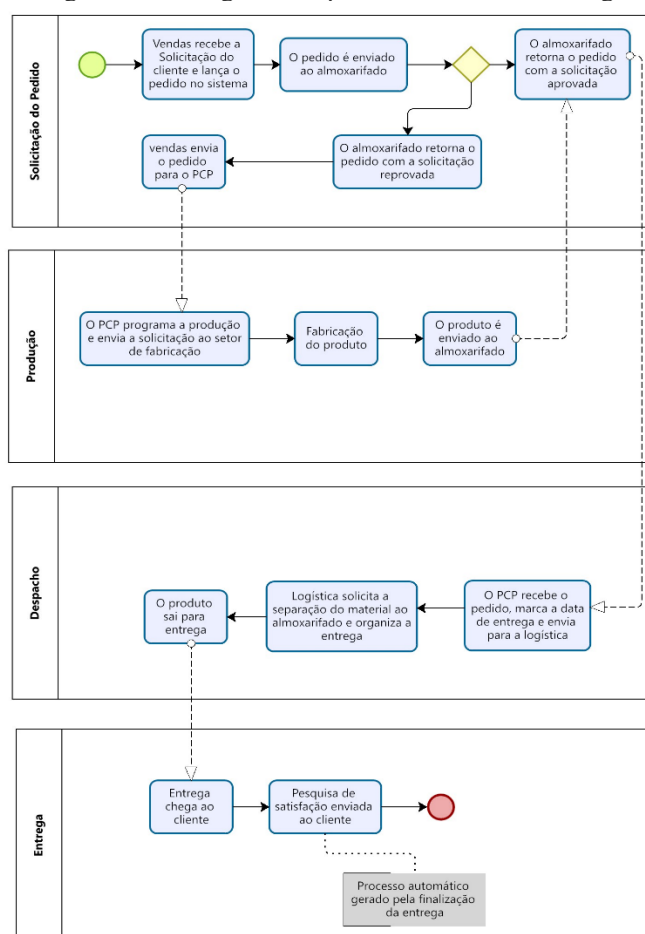 Solicitação do Pedido
Vendas recebe a
Solicitação do
cliente e lança o
pedido no sistema
O pedido é enviado
ao almoxarifado
O almoxarifado
retorna o pedido
com a solicitação
aprovada
vendas envia
o pedido
para o PCP
O almoxarifado retorna o
pedido com a solicitação
reprovada
Produção
O PCP programa a produção
e envia a solicitação ao setor
de fabricação
Fabricação
do produto
O produto é
enviado ao
almoxarifado
Despacho
O produto
sai para
entrega
Logística solicita a
separação do material ao
almoxarifado e organiza a
entrega
O PCP recebe o
pedido, marca a data
de entrega e envia
para a logística
Entrega
Entrega
chega ao
cliente
Pesquisa de
satisfação enviada
ao cliente
Processo automático
gerado pela finalização
da entrega